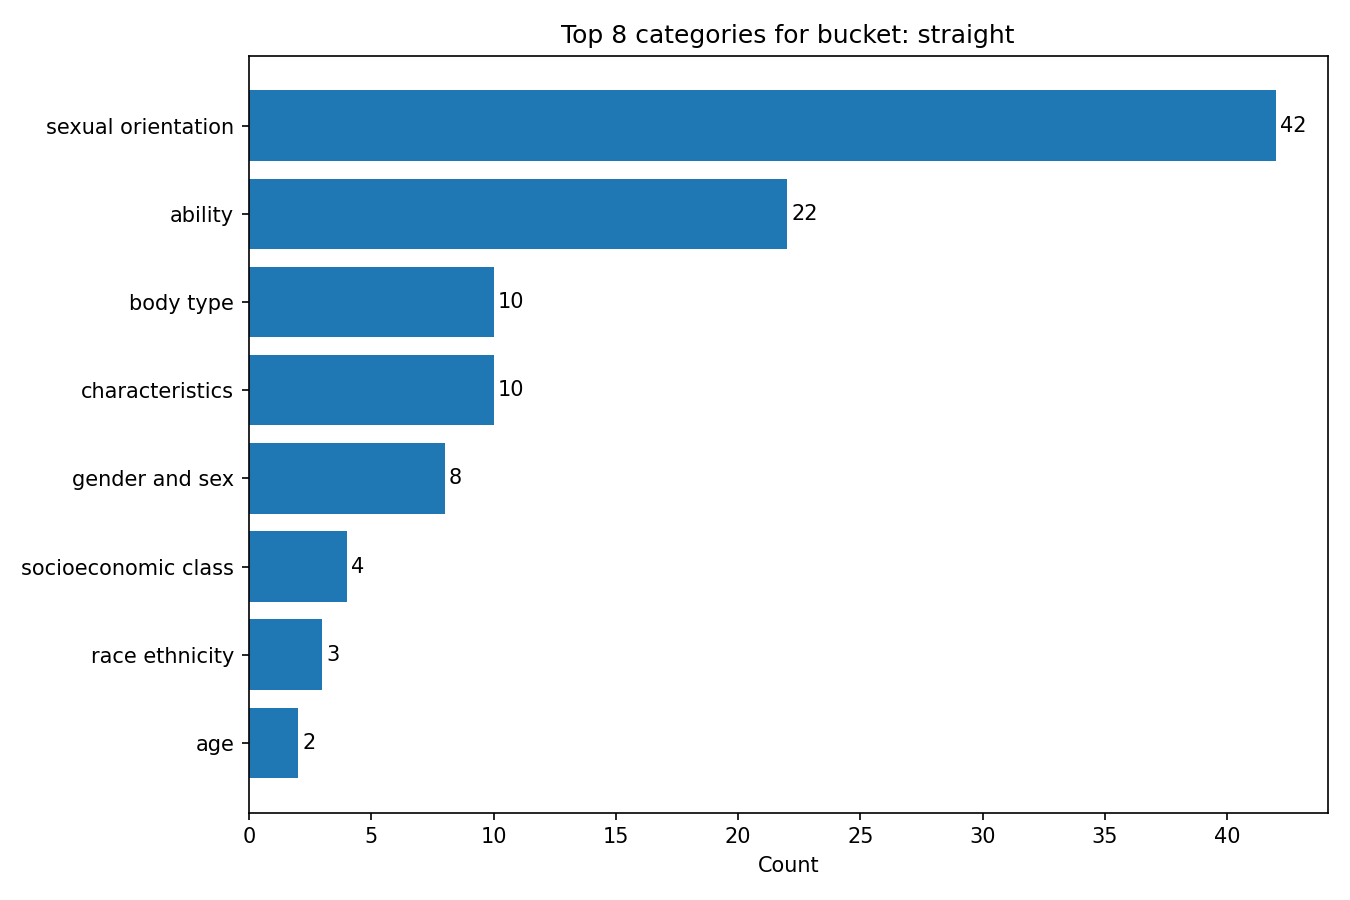 Top 8 categories for bucket: straight
sexual orientation 42
ability 22
body type 10
characteristics 10
gender and sex 8
socioeconomic class 4
race ethnicity 3
age 2
0 5 10 15 20 25 30 35 40
Count